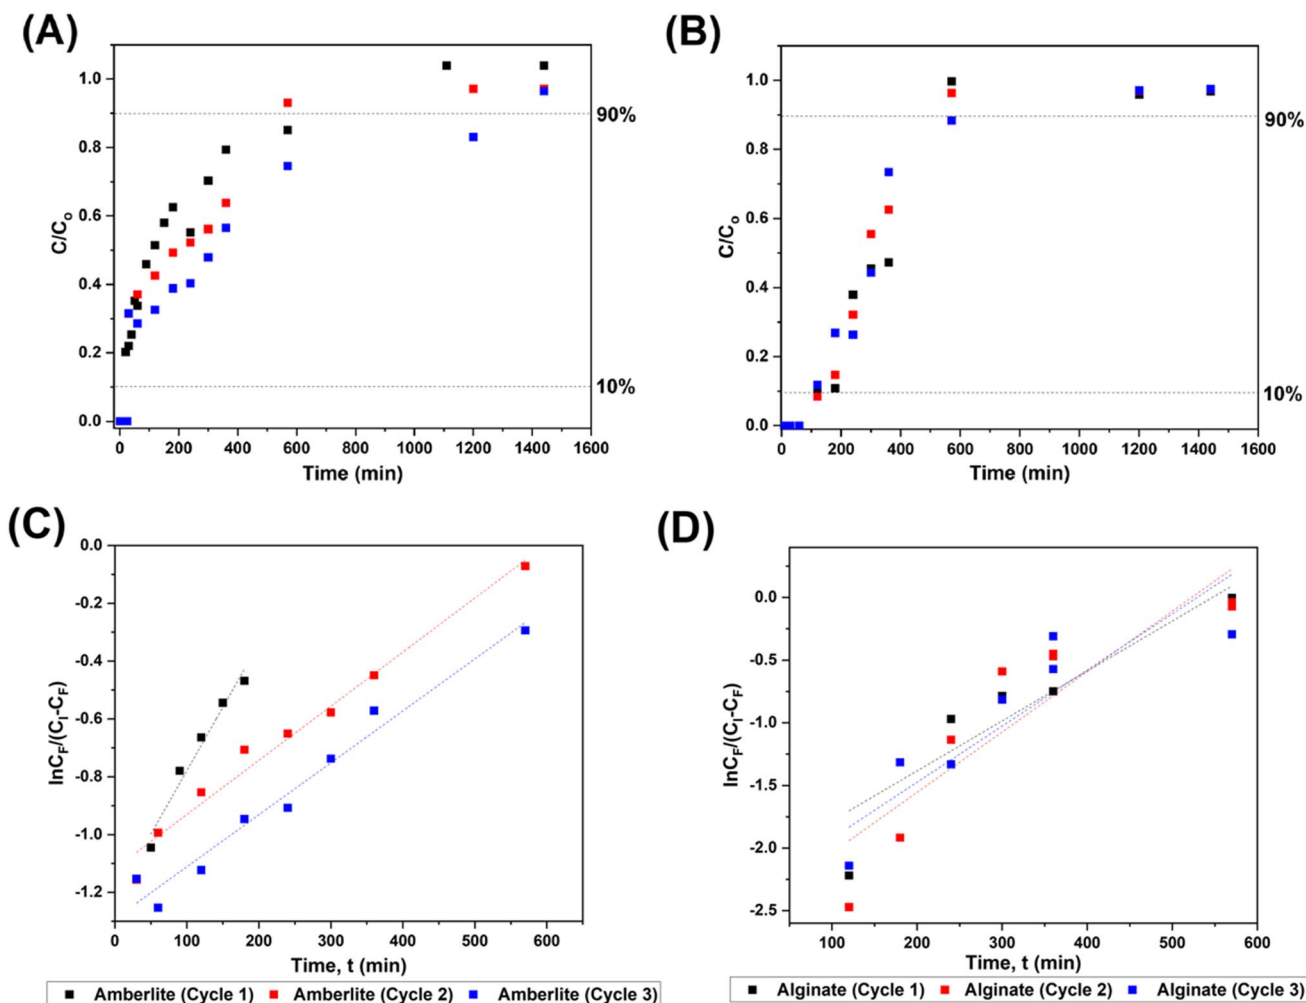 (A)
C/Co
1.0
0.8
0.6
0.4
0.2
0.0
90%
10%
0 200 400 600 800 1000 1200 1400 1600
Time (min)
(B)
C/Co
1.0
0.8
0.6
0.4
0.2
0.0
90%
10%
0 200 400 600 800 1000 1200 1400 1600
Time (min)
(C)
lnCF/(CI-CF)
0.0
-0.2
-0.4
-0.6
-0.8
-1.0
-1.2
0 100 200 300 400 500 600
Time, t (min)
Amberlite (Cycle 1) Amberlite (Cycle 2) Amberlite (Cycle 3)
(D)
lnCF/(CI-CF)
0.0
-0.5
-1.0
-1.5
-2.0
-2.5
100 200 300 400 500 600
Time, t (min)
Alginate (Cycle 1) Alginate (Cycle 2) Alginate (Cycle 3)